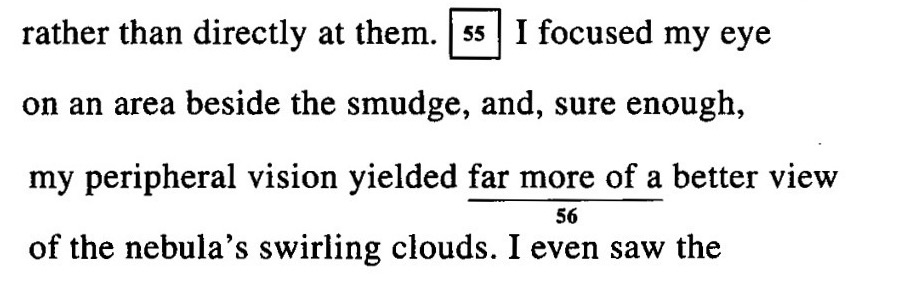 rather than directly at them. 55 I focused my eye
on an area beside the smudge, and, sure enough,
my peripheral vision yielded far more of a better view
56
of the nebula's swirling clouds. I even saw the